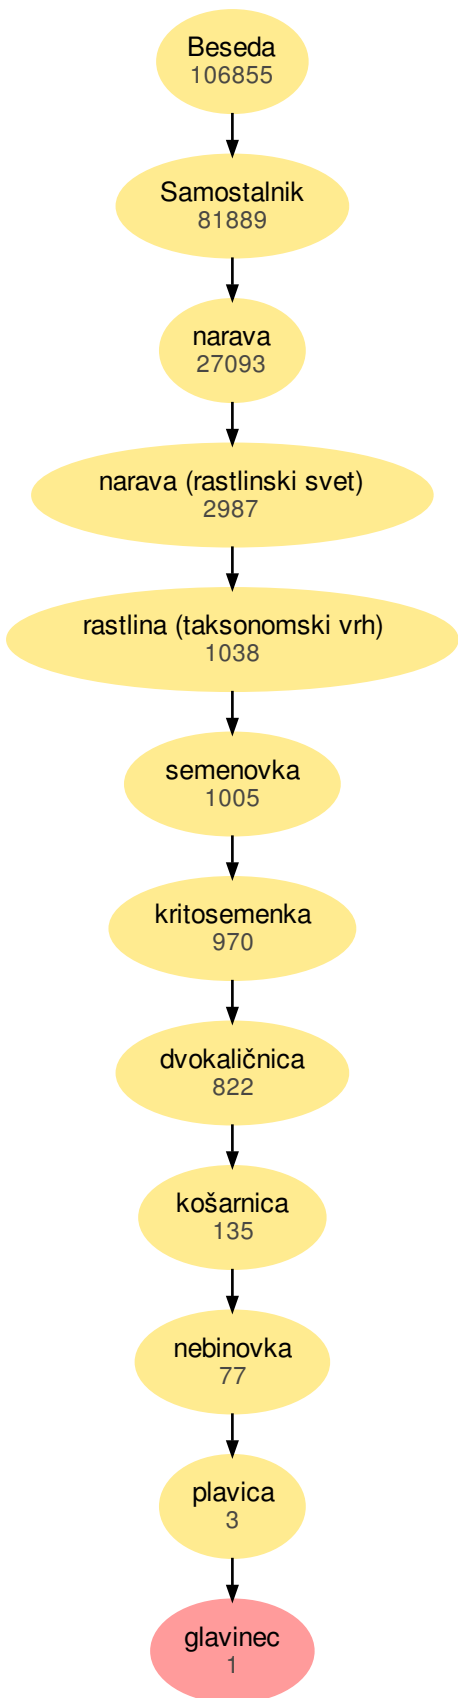 Beseda
106855
Samostalnik
81889
narava
27093
narava (rastlinski svet)
2987
rastlina (taksonomski vrh)
1038
semenovka
1005
kritosemenka
970
dvokaličnica
822
košarnica
135
nebinovka
77
plavica
3
glavinec
1